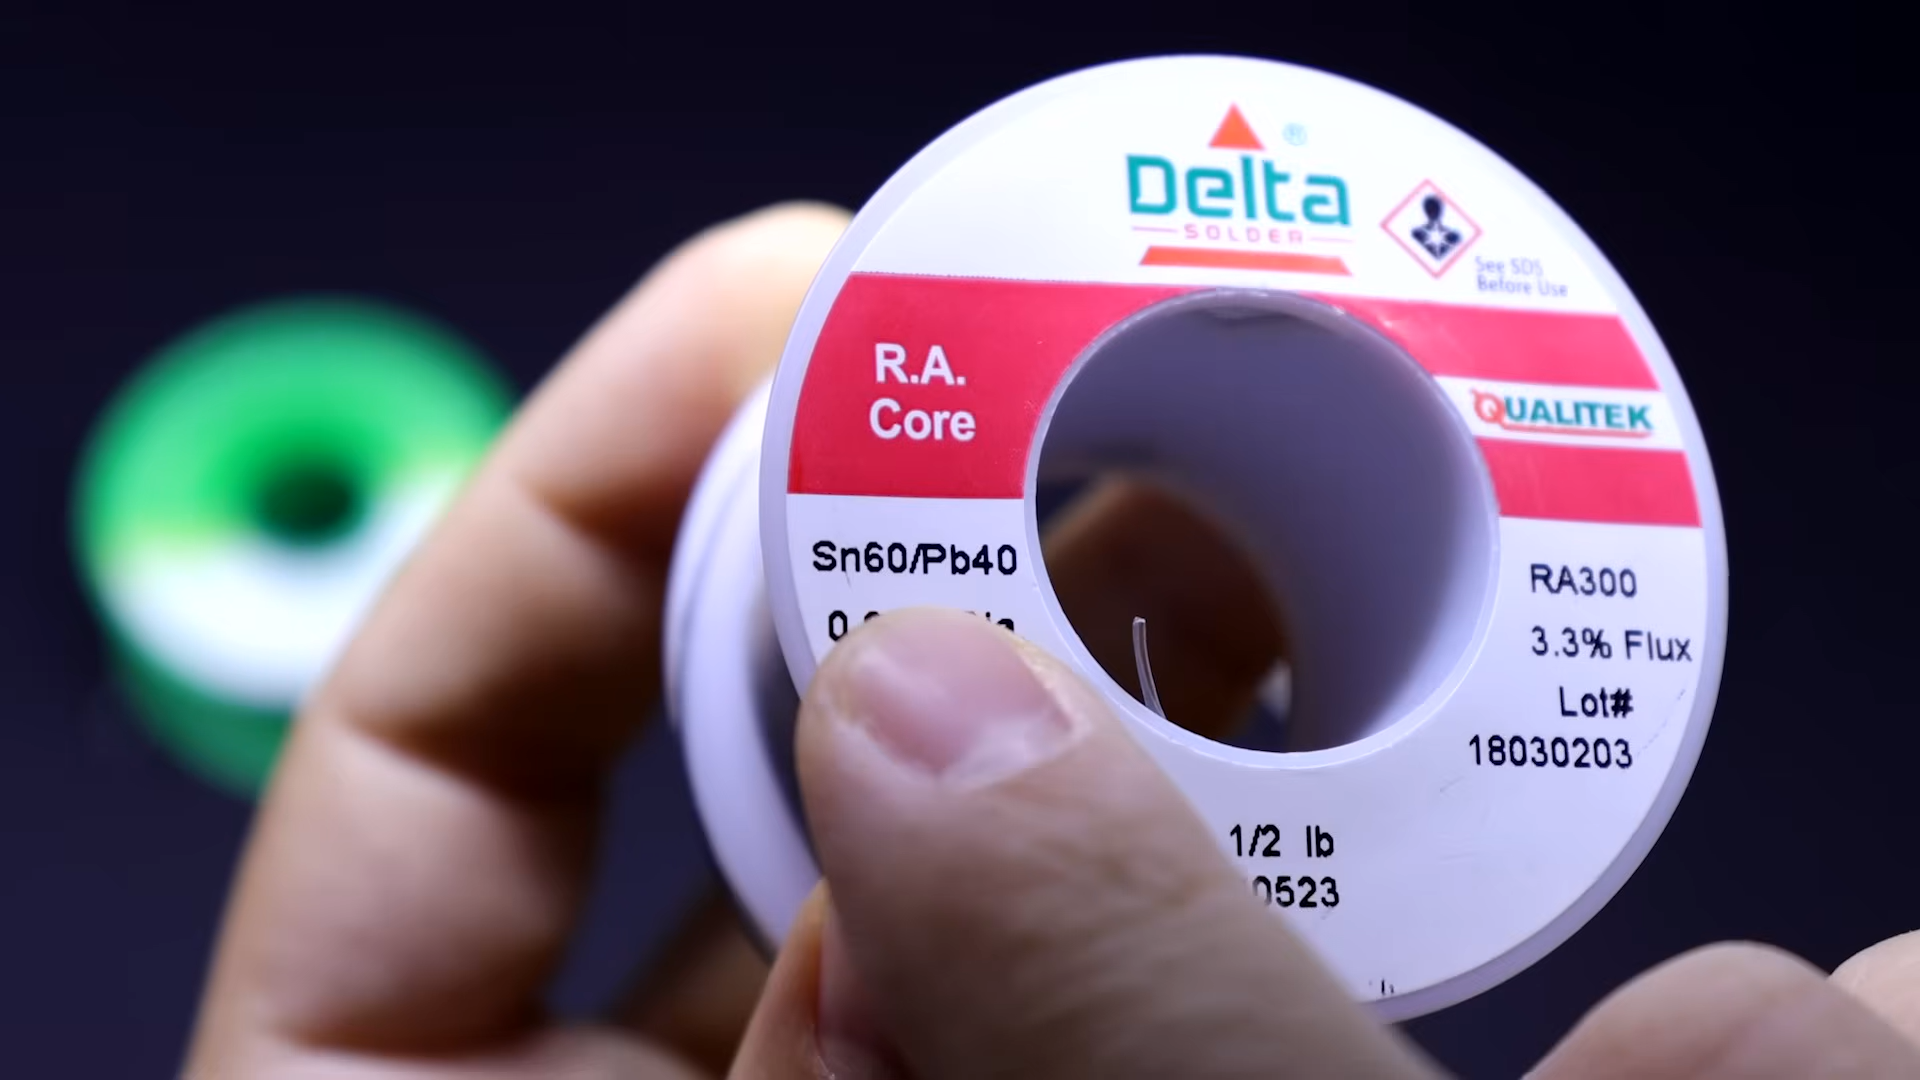 ®
Delta
SOLDER
See SDS
Before Use
R.A.
Core
QUALITEK
Sn60/Pb40
RA300
3.3% Flux
Lot#
18030203
1/2 lb